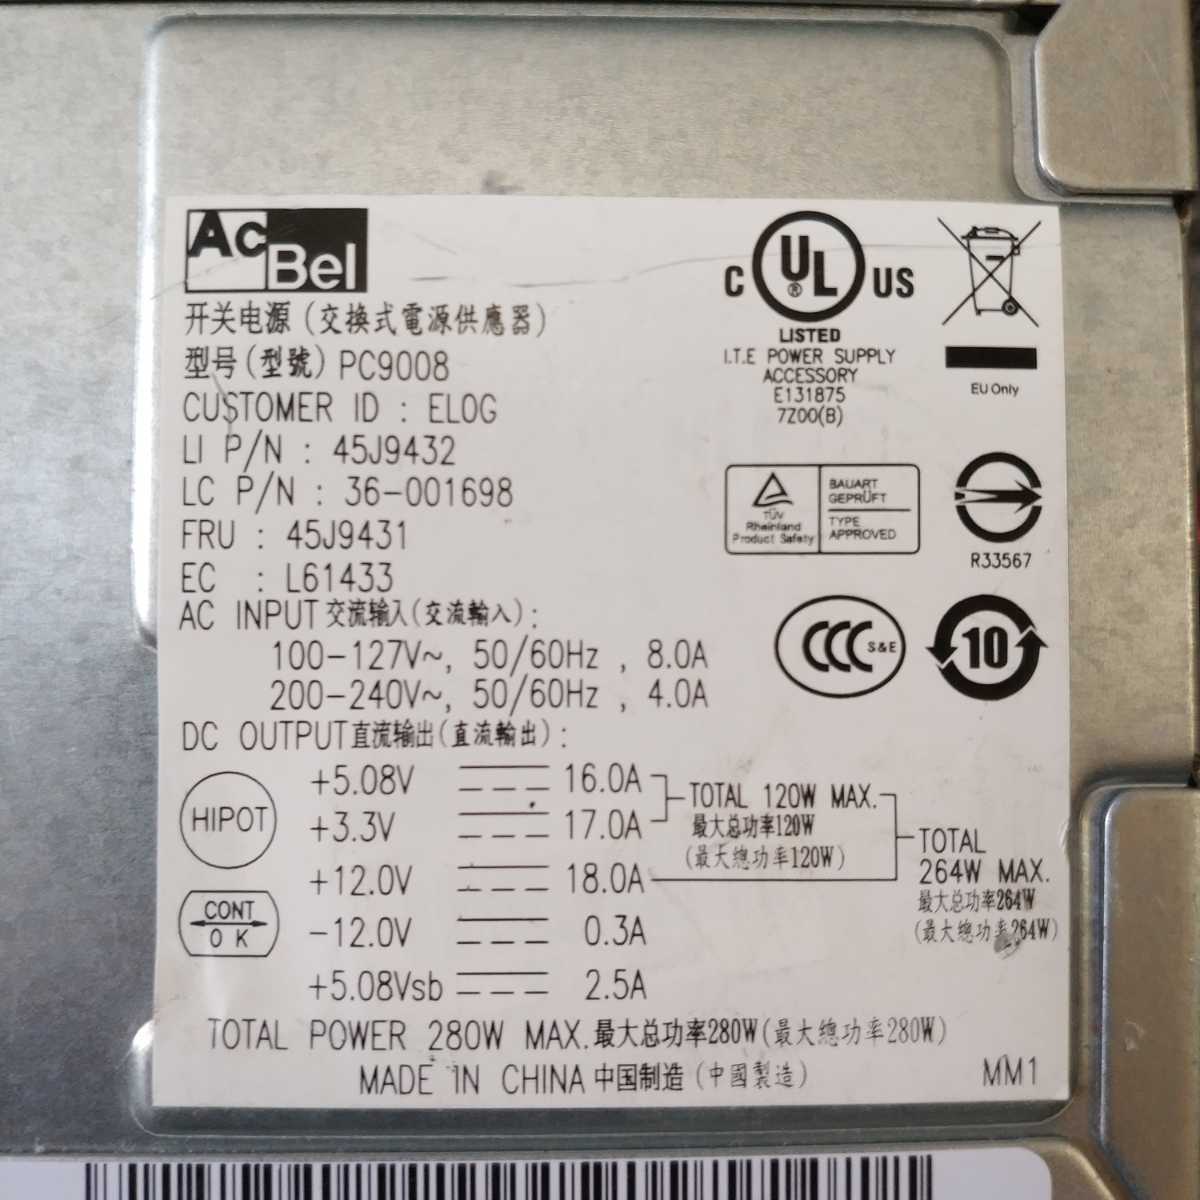 AcBel
开关电源 (交換式電源供應器)
型号(型號) PC9008
CUSTOMER ID : EL0G
LI P/N : 45J9432
LC P/N : 36-001698
FRU : 45J9431
EC : L61433
C UL ® US
LISTED
I.T.E POWER SUPPLY
ACCESSORY
E131875
7Z00(B)
EU Only
TÜV
Rheinland
Product Safety
BAUART
GEPRÜFT
TYPE
APPROVED
R33567
CCC S&E
10
AC INPUT 交流输入(交流輸入):
100-127V~, 50/60Hz , 8.0A
200-240V~, 50/60Hz , 4.0A
DC OUTPUT直流输出(直流輸出):
HIPOT
CONT
OK
+5.08V 16.0A
+3.3V 17.0A
TOTAL 120W MAX.
最大总功率120W
(最大總功率120W)
+12.0V 18.0A
TOTAL
264W MAX.
最大总功率264W
(最大總功率264W)
-12.0V 0.3A
+5.08Vsb 2.5A
TOTAL POWER 280W MAX.最大总功率280W(最大總功率280W)
MADE IN CHINA 中国制造 (中國製造)
MM1